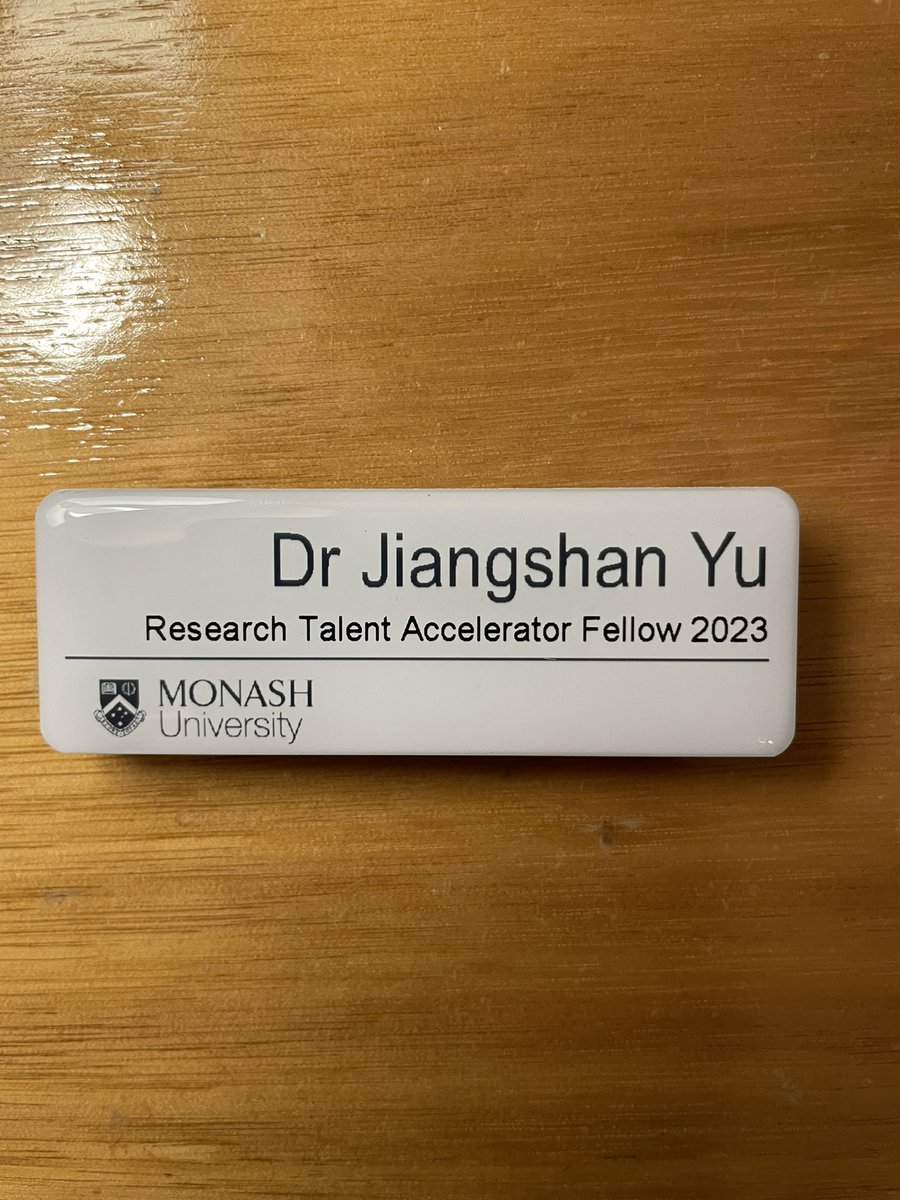 Dr Jiangshan Yu
Research Talent Accelerator Fellow 2023
MONASH
University